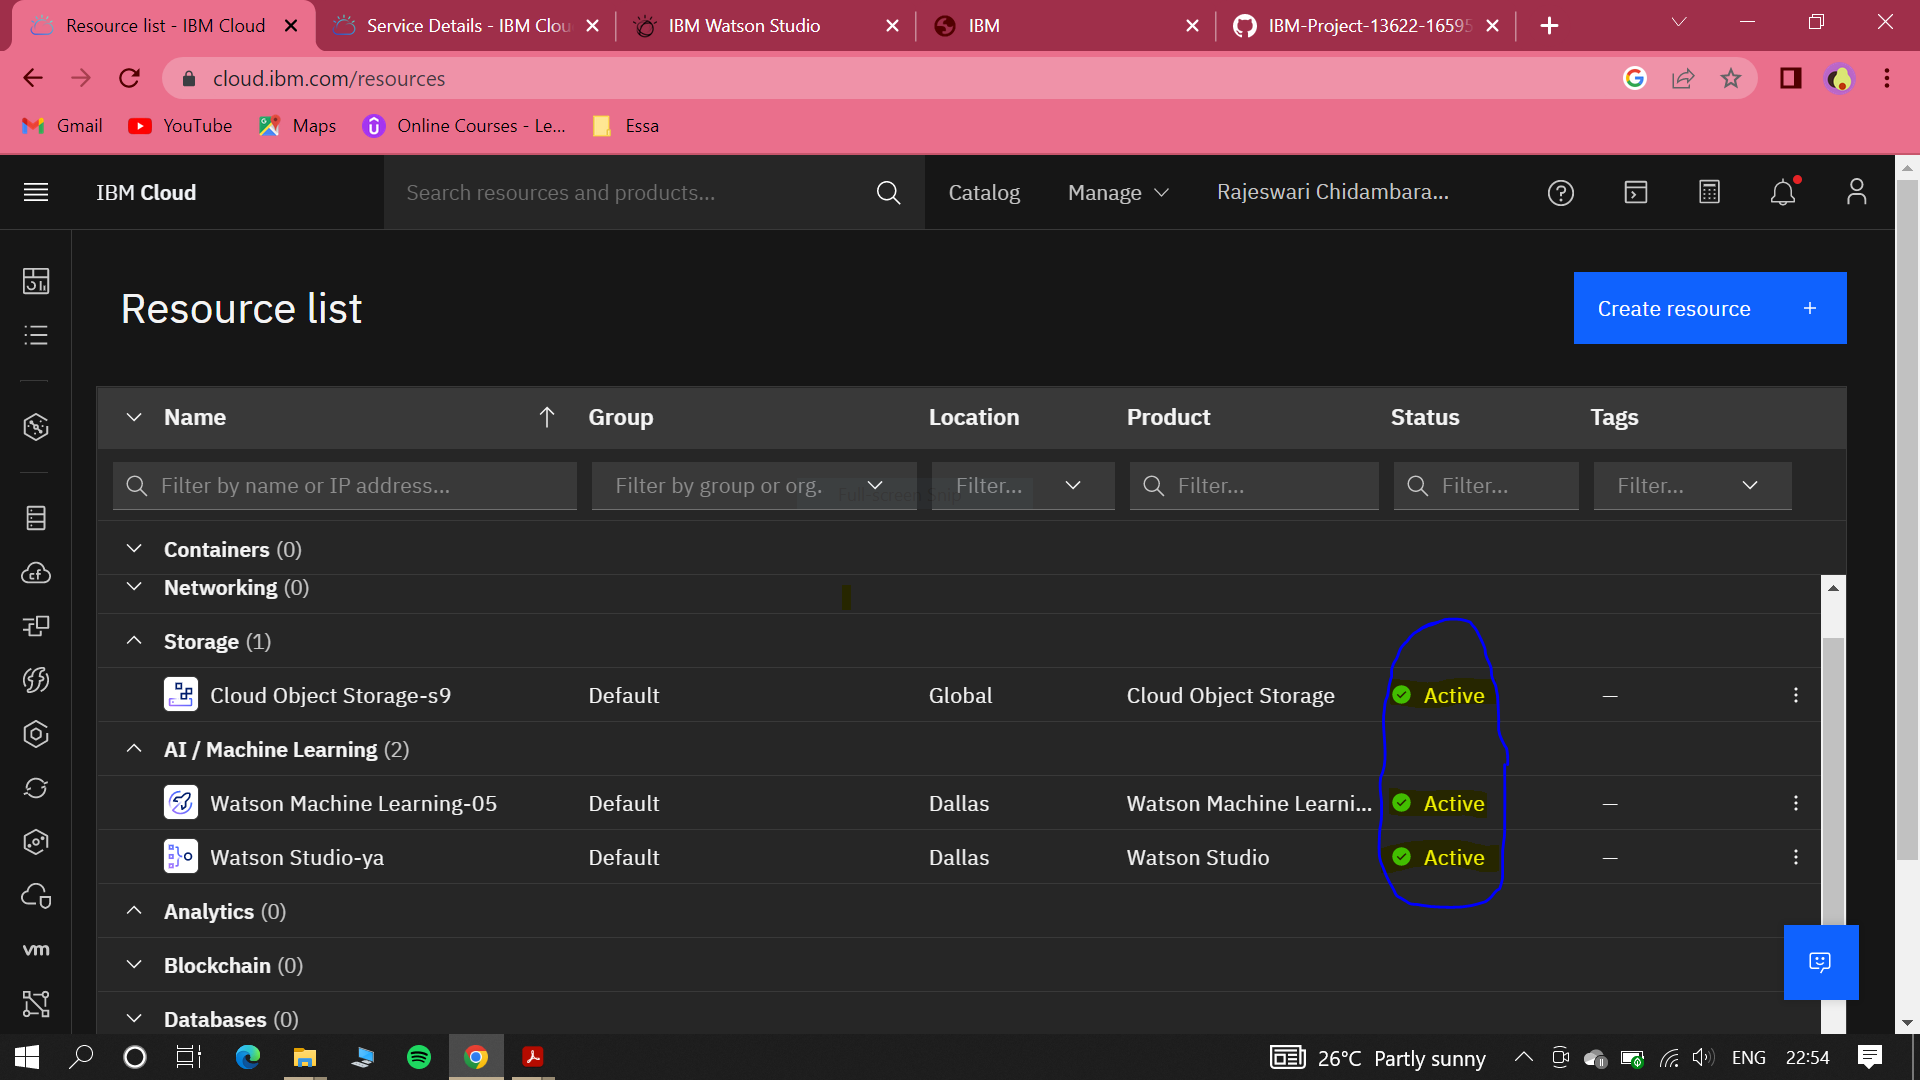 Resource list - IBM Cloud
Service Details - IBM Clou
IBM Watson Studio
IBM
IBM-Project-13622-16595
cloud.ibm.com/resources
Gmail
YouTube
Maps
Online Courses - Le...
Essa
IBM Cloud
Search resources and products...
Catalog
Manage
Rajeswari Chidambara...
Resource list
Create resource +
Name Group Location Product Status Tags
Filter by name or IP address... Filter by group or org. Filter... Filter... Filter... Filter...
Full-screen Snip
Containers (0)
Networking (0)
Storage (1)
Cloud Object Storage-s9 Default Global Cloud Object Storage Active —
AI / Machine Learning (2)
Watson Machine Learning-05 Default Dallas Watson Machine Learni... Active —
Watson Studio-ya Default Dallas Watson Studio Active —
Analytics (0)
Blockchain (0)
Databases (0)
cf
vm
26°C Partly sunny
ENG
22:54